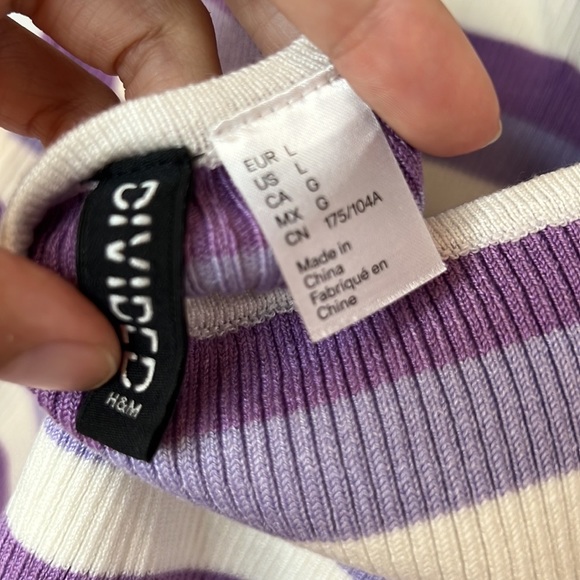 DIVIDED
H&M
EUR L
US L
CA G
MX G
CN 175/104A
Made in
China
Fabriqué en
Chine